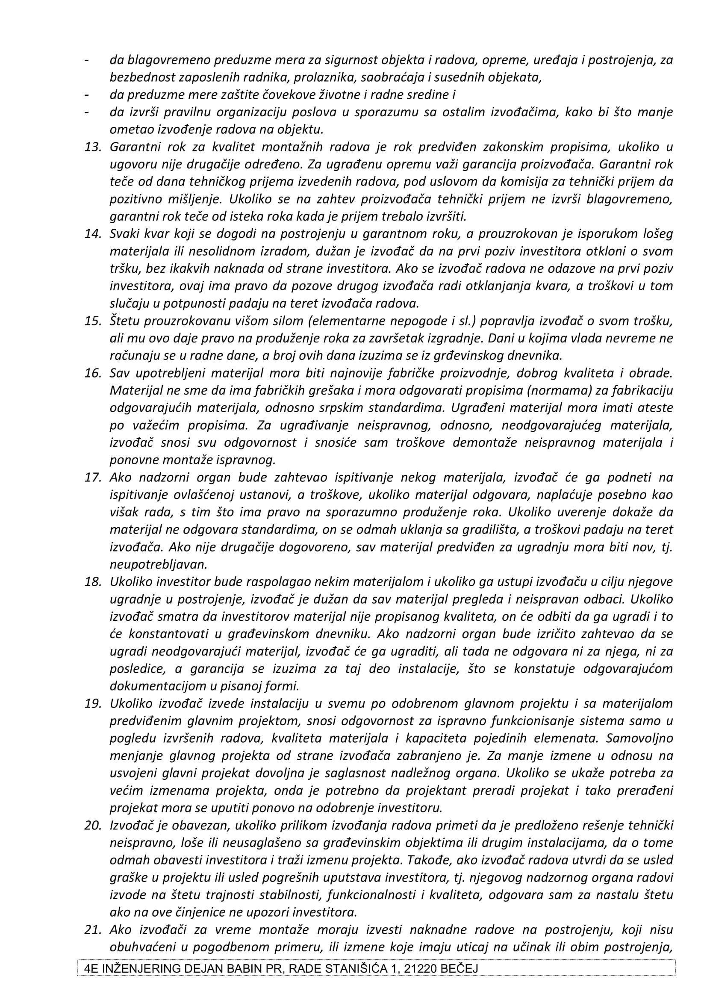 - da blagovremeno preduzme mera za sigurnost objekta i radova, opreme, uređaja i postrojenja, za
bezbednost zaposlenih radnika, prolaznika, saobraćaja i susednih objekata,
- da preduzme mere zaštite čovekove životne i radne sredine i
- da izvrši pravilnu organizaciju poslova u sporazumu sa ostalim izvođačima, kako bi što manje
ometao izvođenje radova na objektu.
13. Garantni rok za kvalitet montažnih radova je rok predviđen zakonskim propisima, ukoliko u
ugovoru nije drugačije određeno. Za ugrađenu opremu važi garancija proizvođača. Garantni rok
teče od dana tehničkog prijema izvedenih radova, pod uslovom da komisija za tehnički prijem da
pozitivno mišljenje. Ukoliko se na zahtev proizvođača tehnički prijem ne izvrši blagovremeno,
garantni rok teče od isteka roka kada je prijem trebalo izvršiti.
14. Svaki kvar koji se dogodi na postrojenju u garantnom roku, a prouzrokovan je isporukom lošeg
materijala ili nesolidnom izradom, dužan je izvođač da na prvi poziv investitora otkloni o svom
tršku, bez ikakvih naknada od strane investitora. Ako se izvođač radova ne odazove na prvi poziv
investitora, ovaj ima pravo da pozove drugog izvođača radi otklanjanja kvara, a troškovi u tom
slučaju u potpunosti padaju na teret izvođača radova.
15. Štetu prouzrokovanu višom silom (elementarne nepogode i sl.) popravlja izvođač o svom trošku,
ali mu ovo daje pravo na produženje roka za završetak izgradnje. Dani u kojima vlada nevreme ne
računaju se u radne dane, a broj ovih dana izuzima se iz grđevinskog dnevnika.
16. Sav upotrebljeni materijal mora biti najnovije fabričke proizvodnje, dobrog kvaliteta i obrade.
Materijal ne sme da ima fabričkih grešaka i mora odgovarati propisima (normama) za fabrikaciju
odgovarajućih materijala, odnosno srpskim standardima. Ugrađeni materijal mora imati ateste
po važećim propisima. Za ugrađivanje neispravnog, odnosno, neodgovarajućeg materijala,
izvođač snosi svu odgovornost i snosiće sam troškove demontaže neispravnog materijala i
ponovne montaže ispravnog.
17. Ako nadzorni organ bude zahtevao ispitivanje nekog materijala, izvođač će ga podneti na
ispitivanje ovlašćenoj ustanovi, a troškove, ukoliko materijal odgovara, naplaćuje posebno kao
višak rada, s tim što ima pravo na sporazumno produženje roka. Ukoliko uverenje dokaže da
materijal ne odgovara standardima, on se odmah uklanja sa gradilišta, a troškovi padaju na teret
izvođača. Ako nije drugačije dogovoreno, sav materijal predviđen za ugradnju mora biti nov, tj.
neupotrebljavan.
18. Ukoliko investitor bude raspolagao nekim materijalom i ukoliko ga ustupi izvođaču u cilju njegove
ugradnje u postrojenje, izvođač je dužan da sav materijal pregleda i neispravan odbaci. Ukoliko
izvođač smatra da investitorov materijal nije propisanog kvaliteta, on će odbiti da ga ugradi i to
će konstantovati u građevinskom dnevniku. Ako nadzorni organ bude izričito zahtevao da se
ugradi neodgovarajući materijal, izvođač će ga ugraditi, ali tada ne odgovara ni za njega, ni za
posledice, a garancija se izuzima za taj deo instalacije, što se konstatuje odgovarajućom
dokumentacijom u pisanoj formi.
19. Ukoliko izvođač izvede instalaciju u svemu po odobrenom glavnom projektu i sa materijalom
predviđenim glavnim projektom, snosi odgovornost za ispravno funkcionisanje sistema samo u
pogledu izvršenih radova, kvaliteta materijala i kapaciteta pojedinih elemenata. Samovoljno
menjanje glavnog projekta od strane izvođača zabranjeno je. Za manje izmene u odnosu na
usvojeni glavni projekat dovoljna je saglasnost nadležnog organa. Ukoliko se ukaže potreba za
većim izmenama projekta, onda je potrebno da projektant preradi projekat i tako prerađeni
projekat mora se uputiti ponovo na odobrenje investitoru.
20. Izvođač je obavezan, ukoliko prilikom izvođanja radova primeti da je predloženo rešenje tehnički
neispravno, loše ili neusaglašeno sa građevinskim objektima ili drugim instalacijama, da o tome
odmah obavesti investitora i traži izmenu projekta. Takođe, ako izvođač radova utvrdi da se usled
graške u projektu ili usled pogrešnih uputstava investitora, tj. njegovog nadzornog organa radovi
izvode na štetu trajnosti stabilnosti, funkcionalnosti i kvaliteta, odgovara sam za nastalu štetu
ako na ove činjenice ne upozori investitora.
21. Ako izvođači za vreme montaže moraju izvesti naknadne radove na postrojenju, koji nisu
obuhvaćeni u pogodbenom primeru, ili izmene koje imaju uticaj na učinak ili obim postrojenja,
4E INŽENJERING DEJAN BABIN PR, RADE STANIŠIĆA 1, 21220 BEČEJ